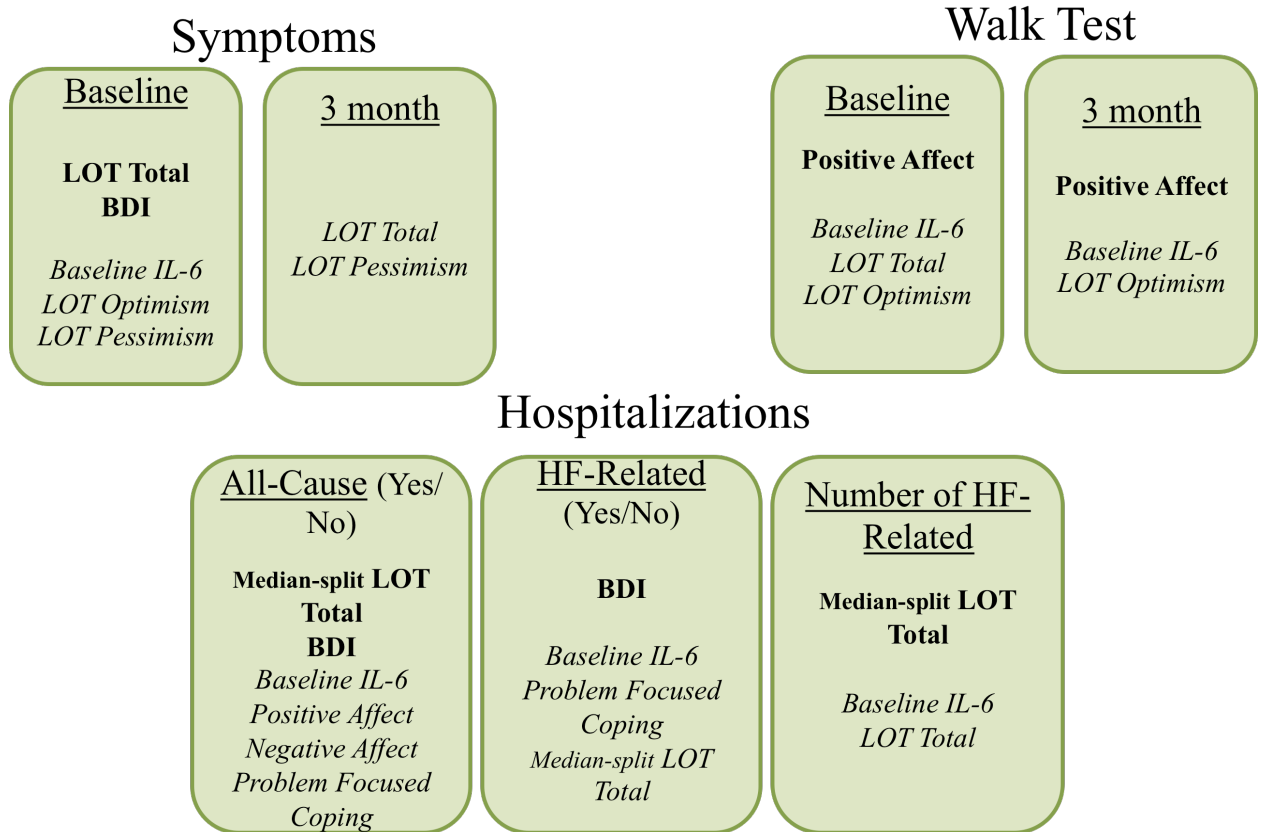 Symptoms
Baseline
LOT Total
BDI
Baseline IL-6
LOT Optimism
LOT Pessimism
3 month
LOT Total
LOT Pessimism
Walk Test
Baseline
Positive Affect
Baseline IL-6
LOT Total
LOT Optimism
3 month
Positive Affect
Baseline IL-6
LOT Optimism
Hospitalizations
All-Cause (Yes/
No)
Median-split LOT
Total
BDI
Baseline IL-6
Positive Affect
Negative Affect
Problem Focused
Coping
HF-Related
(Yes/No)
BDI
Baseline IL-6
Problem Focused
Coping
Median-split LOT
Total
Number of HF-
Related
Median-split LOT
Total
Baseline IL-6
LOT Total